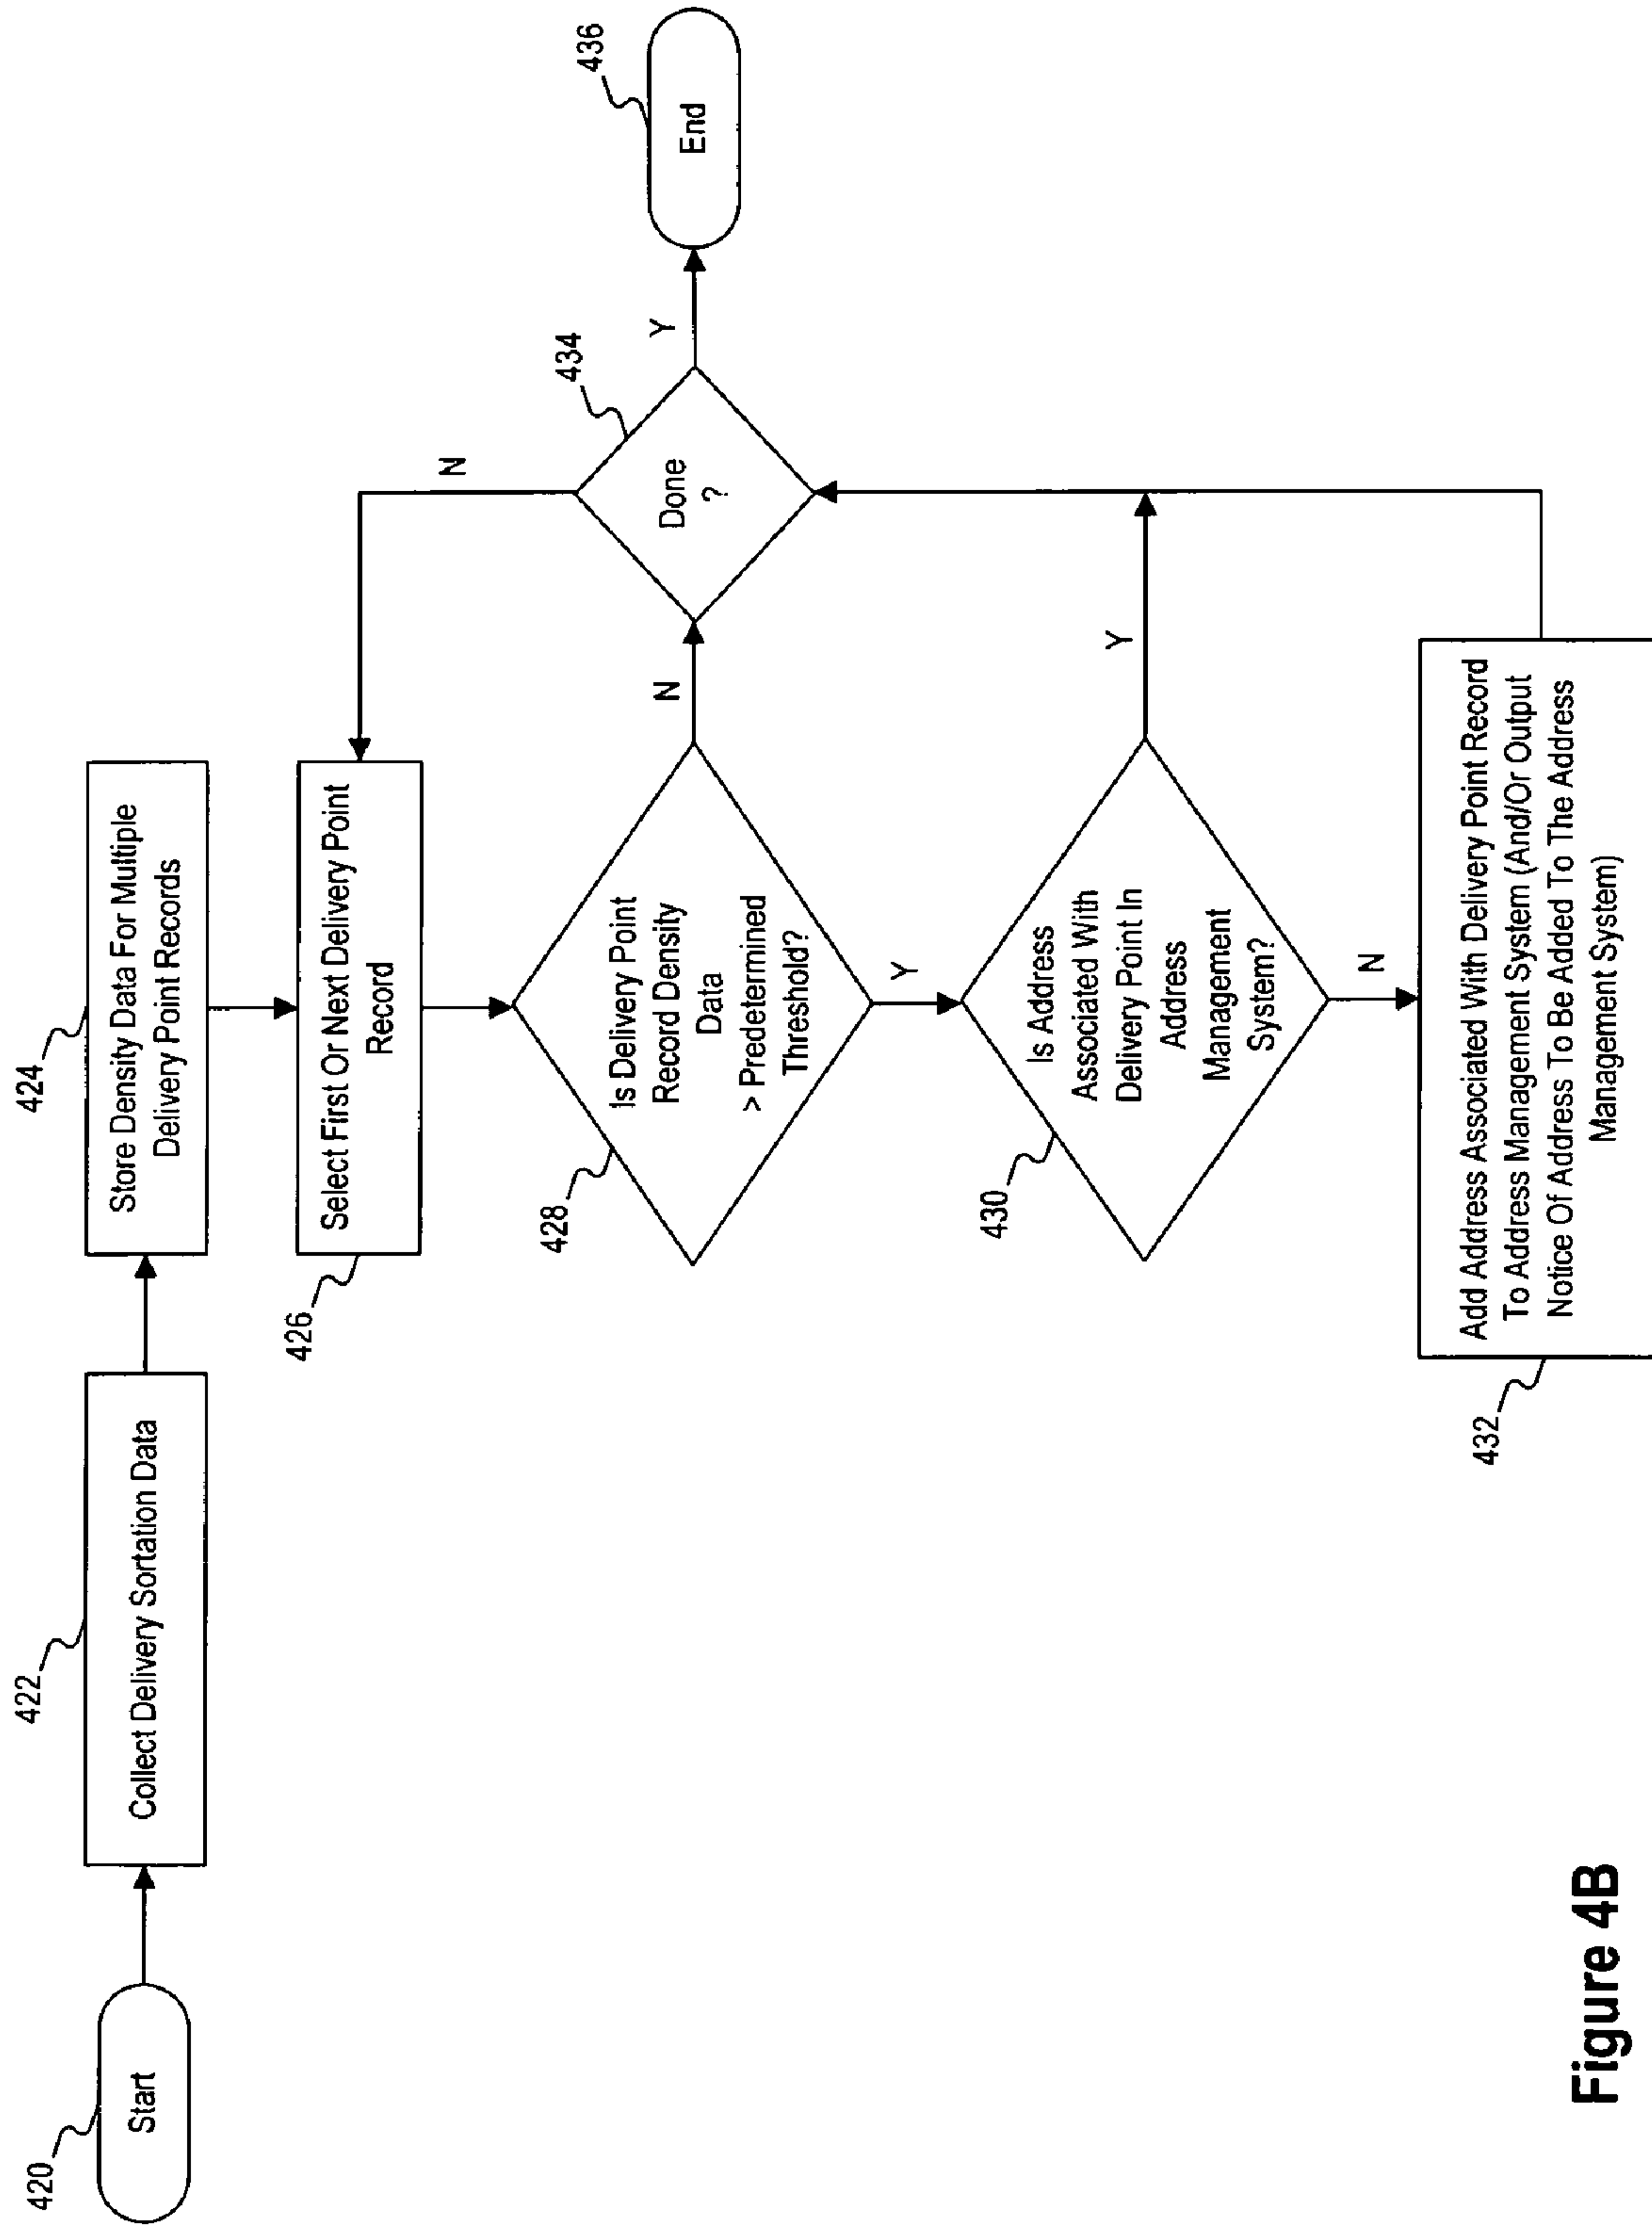 420
Start
422
Collect Delivery Sortation Data
424
Store Density Data For Multiple
Delivery Point Records
426
Select First Or Next Delivery Point
Record
428
Is Delivery Point
Record Density
Data
> Predetermined
Threshold?
N
Y
434
Done
?
N
Y
436
End
430
Is Address
Associated With
Delivery Point In
Address
Management
System?
Y
N
432
Add Address Associated With Delivery Point Record
To Address Management System (And/Or Output
Notice Of Address To Be Added To The Address
Management System)
Figure 4B